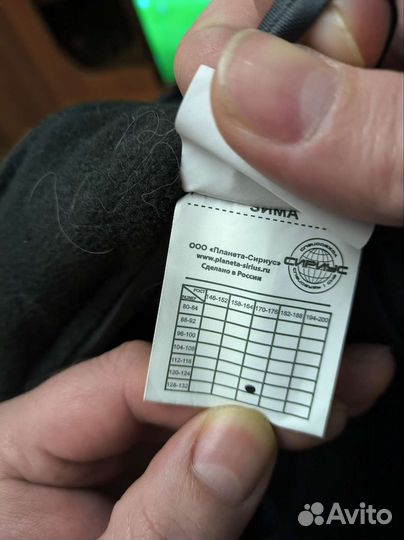 ЗИМА
ООО «Планета-Сириус»
www.planeta-sirius.ru
Сделано в России
СИРИУС
РОСТ 146-152 158-164 170-176 182-188 194-200
РАЗМЕР
80-84
88-92
96-100
104-108
112-116
120-124
128-132
Avito